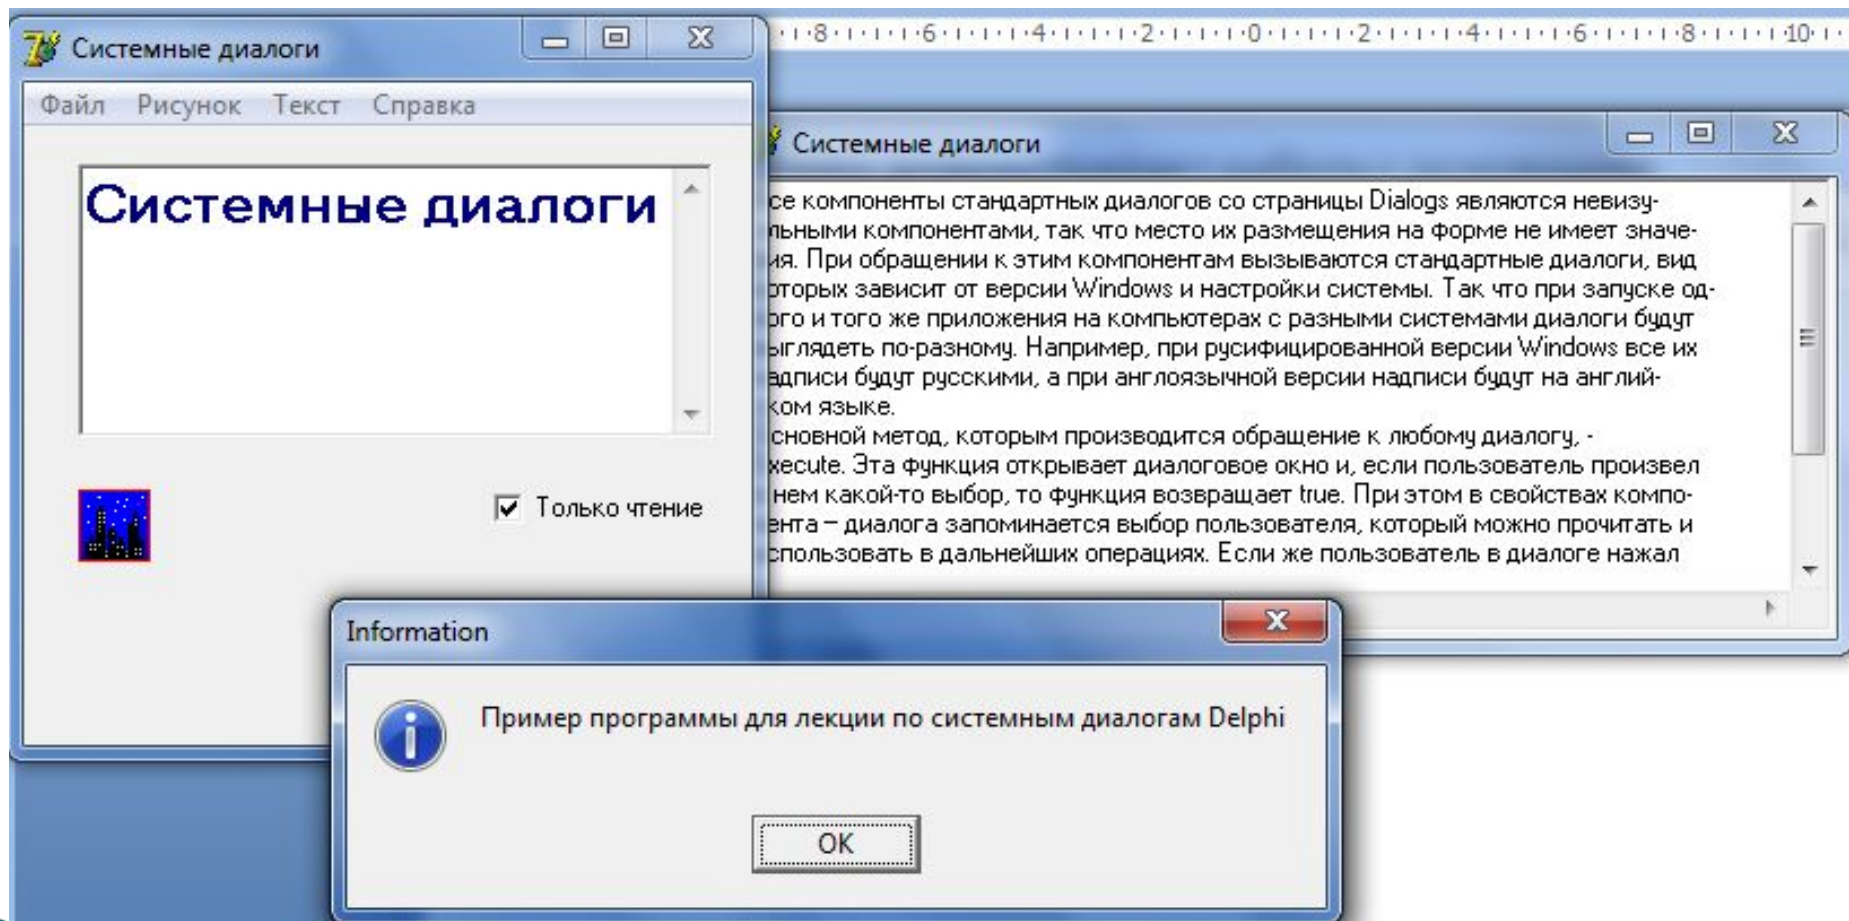 Системные диалоги
Файл Рисунок Текст Справка
Системные диалоги
Только чтение
8 6 4 2 0 2 4 6 8 10
Системные диалоги
се компоненты стандартных диалогов со страницы Dialogs являются невизу-
льными компонентами, так что место их размещения на форме не имеет значе-
ия. При обращении к этим компонентам вызываются стандартные диалоги, вид
оторых зависит от версии Windows и настройки системы. Так что при запуске од-
ого и того же приложения на компьютерах с разными системами диалоги будут
ыглядеть по-разному. Например, при русифицированной версии Windows все их
адписи будут русскими, а при англоязычной версии надписи будут на англий-
ком языке.
сновной метод, которым производится обращение к любому диалогу, -
xecute. Эта функция открывает диалоговое окно и, если пользователь произвел
нем какой-то выбор, то функция возвращает true. При этом в свойствах компо-
ента – диалога запоминается выбор пользователя, который можно прочитать и
спользовать в дальнейших операциях. Если же пользователь в диалоге нажал
Information
Пример программы для лекции по системным диалогам Delphi
OK